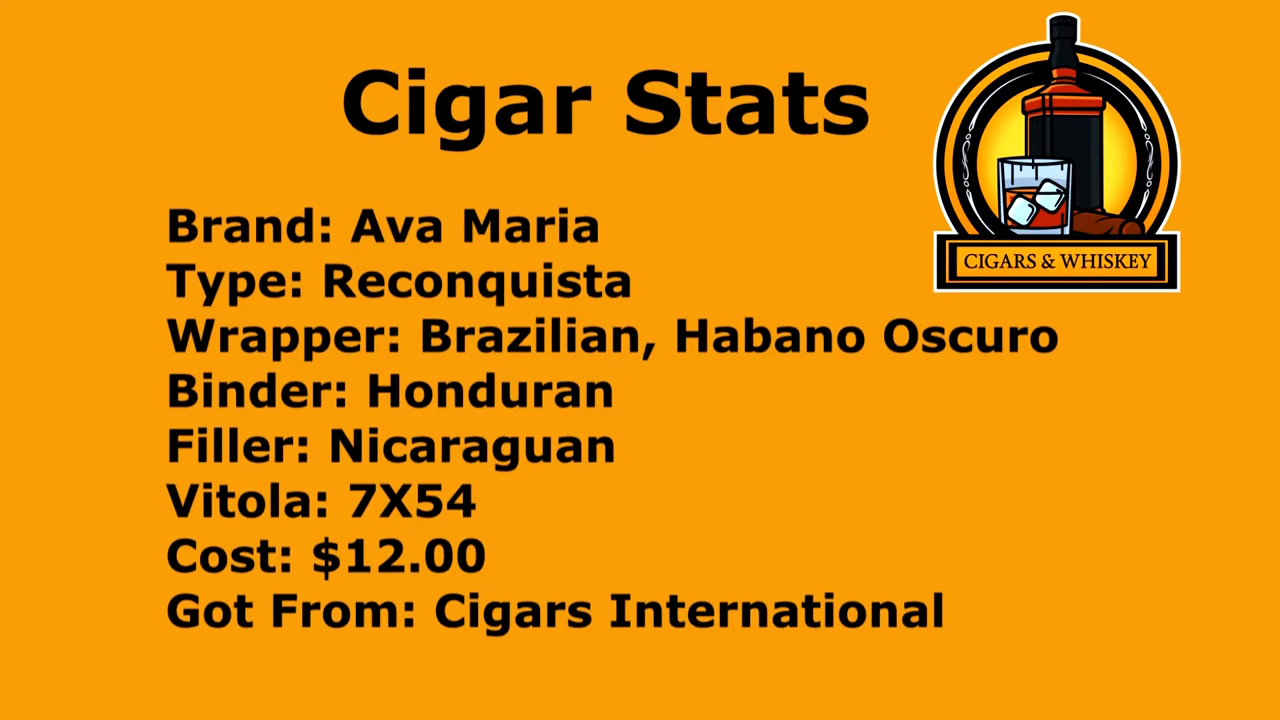 Cigar Stats
CIGARS & WHISKEY
Brand: Ava Maria
Type: Reconquista
Wrapper: Brazilian, Habano Oscuro
Binder: Honduran
Filler: Nicaraguan
Vitola: 7X54
Cost: $12.00
Got From: Cigars International